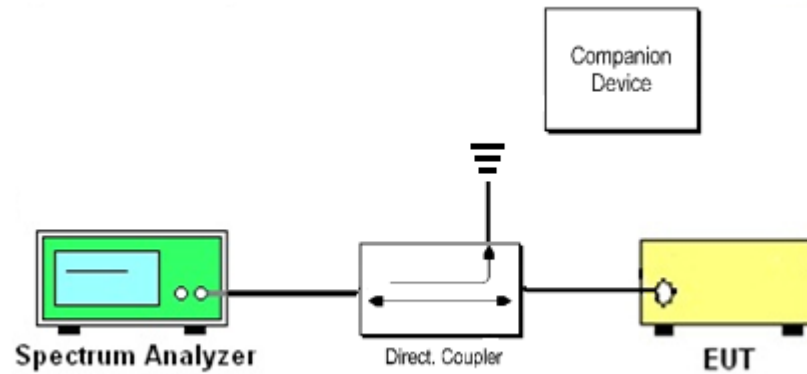 Companion
Device
Spectrum Analyzer
Direct. Coupler
EUT